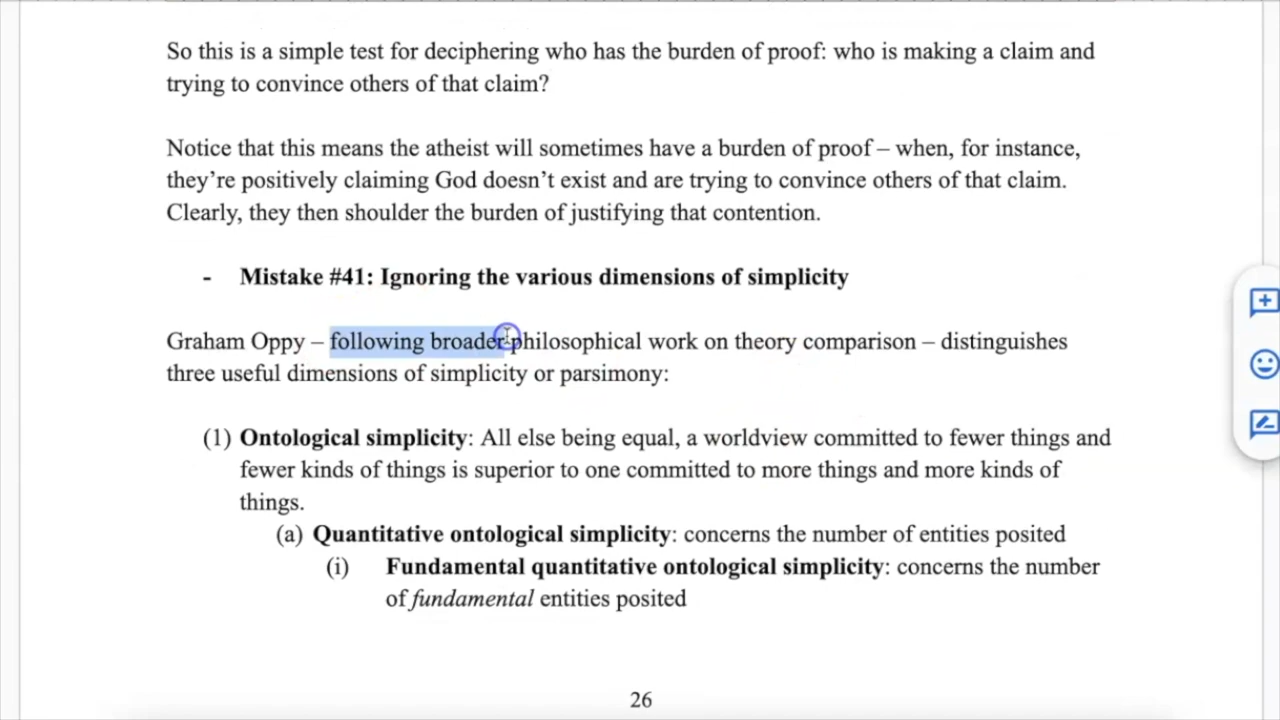 So this is a simple test for deciphering who has the burden of proof: who is making a claim and
trying to convince others of that claim?
Notice that this means the atheist will sometimes have a burden of proof – when, for instance,
they’re positively claiming God doesn’t exist and are trying to convince others of that claim.
Clearly, they then shoulder the burden of justifying that contention.
- Mistake #41: Ignoring the various dimensions of simplicity
Graham Oppy – following broader philosophical work on theory comparison – distinguishes
three useful dimensions of simplicity or parsimony:
(1) Ontological simplicity: All else being equal, a worldview committed to fewer things and
fewer kinds of things is superior to one committed to more things and more kinds of
things.
(a) Quantitative ontological simplicity: concerns the number of entities posited
(i) Fundamental quantitative ontological simplicity: concerns the number
of fundamental entities posited
26